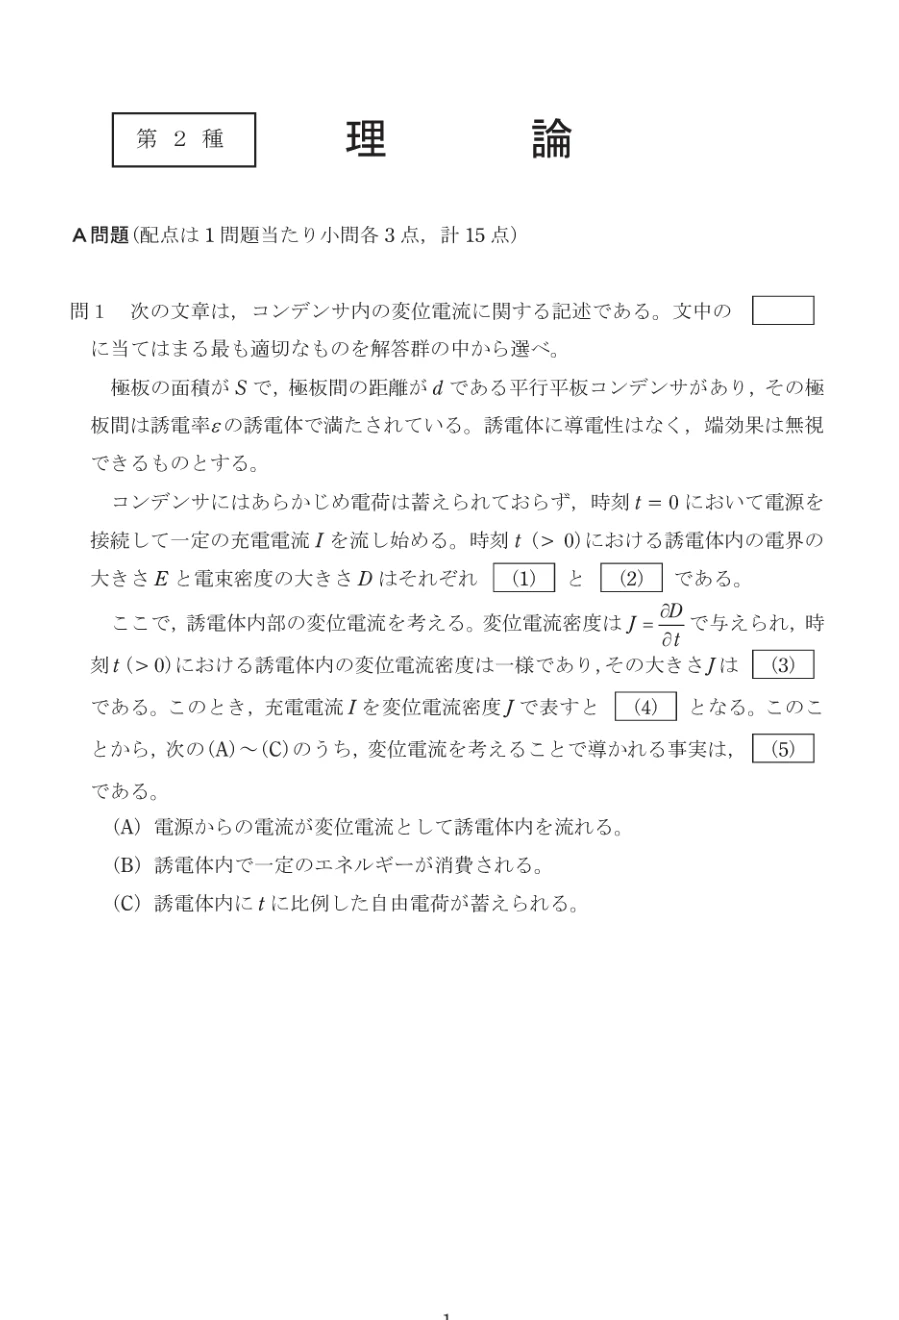 第 2 種 理 論
A問題(配点は1問題当たり小問各3点，計15点)
問1 次の文章は，コンデンサ内の変位電流に関する記述である。文中の
に当てはまる最も適切なものを解答群の中から選べ。
極板の面積が S で，極板間の距離が d である平行平板コンデンサがあり，その極
板間は誘電率εの誘電体で満たされている。誘電体に導電性はなく，端効果は無視
できるものとする。
コンデンサにはあらかじめ電荷は蓄えられておらず，時刻 t = 0 において電源を
接続して一定の充電電流 I を流し始める。時刻 t (> 0)における誘電体内の電界の
大きさ E と電束密度の大きさ D はそれぞれ (1) と (2) である。
ここで，誘電体内部の変位電流を考える。変位電流密度は J = ∂D/∂t で与えられ，時
刻 t (> 0)における誘電体内の変位電流密度は一様であり，その大きさ J は (3)
である。このとき，充電電流 I を変位電流密度 J で表すと (4) となる。このこ
とから，次の(A)～(C)のうち，変位電流を考えることで導かれる事実は， (5)
である。
(A) 電源からの電流が変位電流として誘電体内を流れる。
(B) 誘電体内で一定のエネルギーが消費される。
(C) 誘電体内に t に比例した自由電荷が蓄えられる。
1